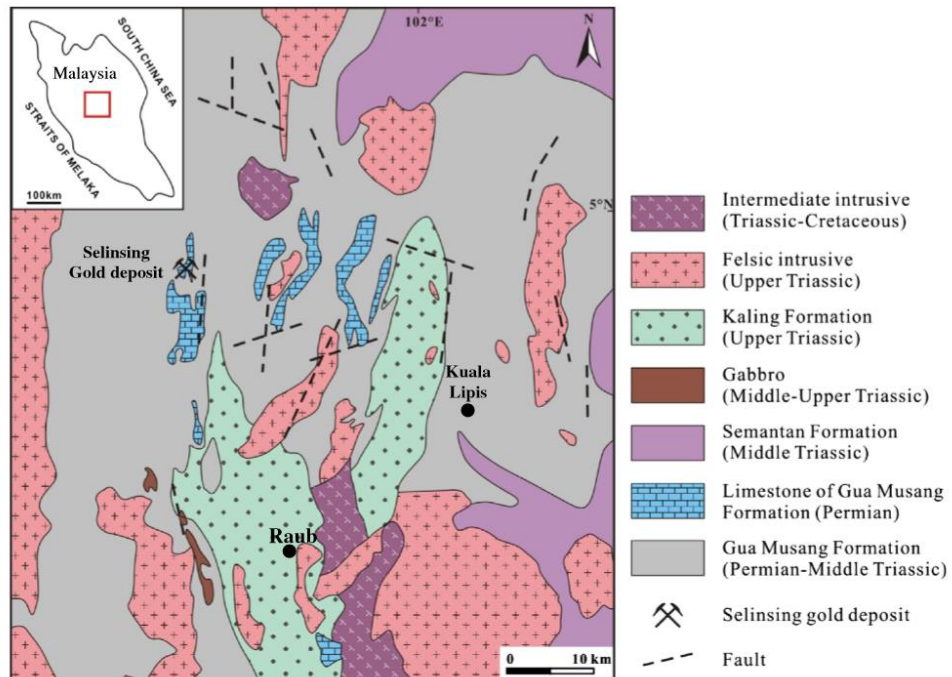 Malaysia
SOUTH CHINA SEA
STRAITS OF MELAKA
100km
102°E
N
5°N
Selinsing
Gold deposit
Kuala
Lipis
Raub
0 10 km
Intermediate intrusive
(Triassic-Cretaceous)
Felsic intrusive
(Upper Triassic)
Kaling Formation
(Upper Triassic)
Gabbro
(Middle-Upper Triassic)
Semantan Formation
(Middle Triassic)
Limestone of Gua Musang
Formation (Permian)
Gua Musang Formation
(Permian-Middle Triassic)
Selinsing gold deposit
Fault